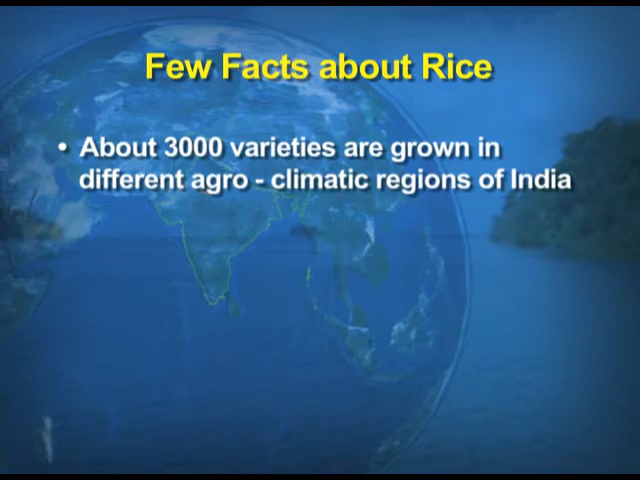 Few Facts about Rice
• About 3000 varieties are grown in
different agro - climatic regions of India